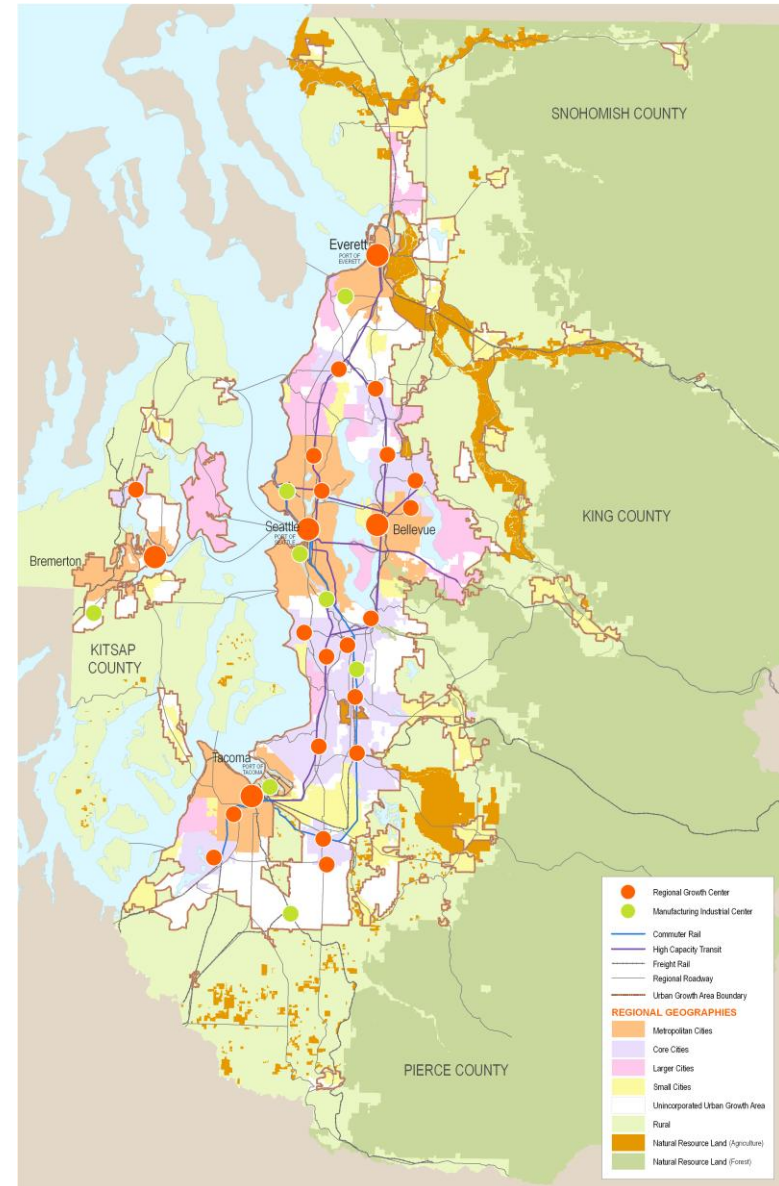 SNOHOMISH COUNTY
Everett
PORT OF
EVERETT
KING COUNTY
Seattle
PORT OF
SEATTLE
Bellevue
Bremerton
KITSAP
COUNTY
Tacoma
PORT OF
TACOMA
PIERCE COUNTY
Regional Growth Center
Manufacturing Industrial Center
Commuter Rail
High Capacity Transit
Freight Rail
Regional Roadway
Urban Growth Area Boundary
REGIONAL GEOGRAPHIES
Metropolitan Cities
Core Cities
Larger Cities
Small Cities
Unincorporated Urban Growth Area
Rural
Natural Resource Land (Agriculture)
Natural Resource Land (Forest)